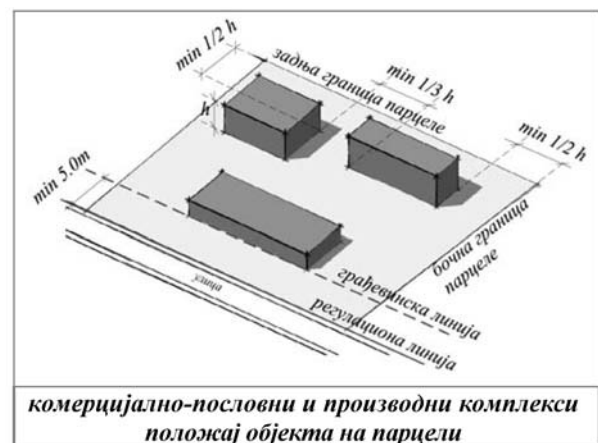 min 1/2 h
задња граница парцеле
min 1/3 h
h
min 1/2 h
min 5.0m
бочна граница
парцеле
грађевинска линија
улица
регулациона линија
комерцијално-пословни и производни комплекси
положај објекта на парцели